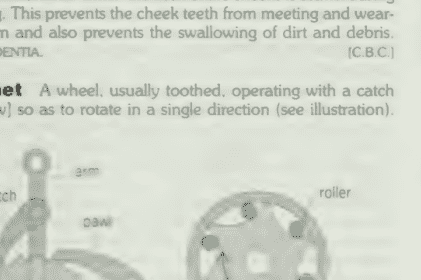 . This prevents the cheek teeth from meeting and wear-
n and also prevents the swallowing of dirt and debris.
DENTIA. [C.B.C.]
et A wheel, usually toothed, operating with a catch
] so as to rotate in a single direction (see illustration).
arm
roller
tch
pawl